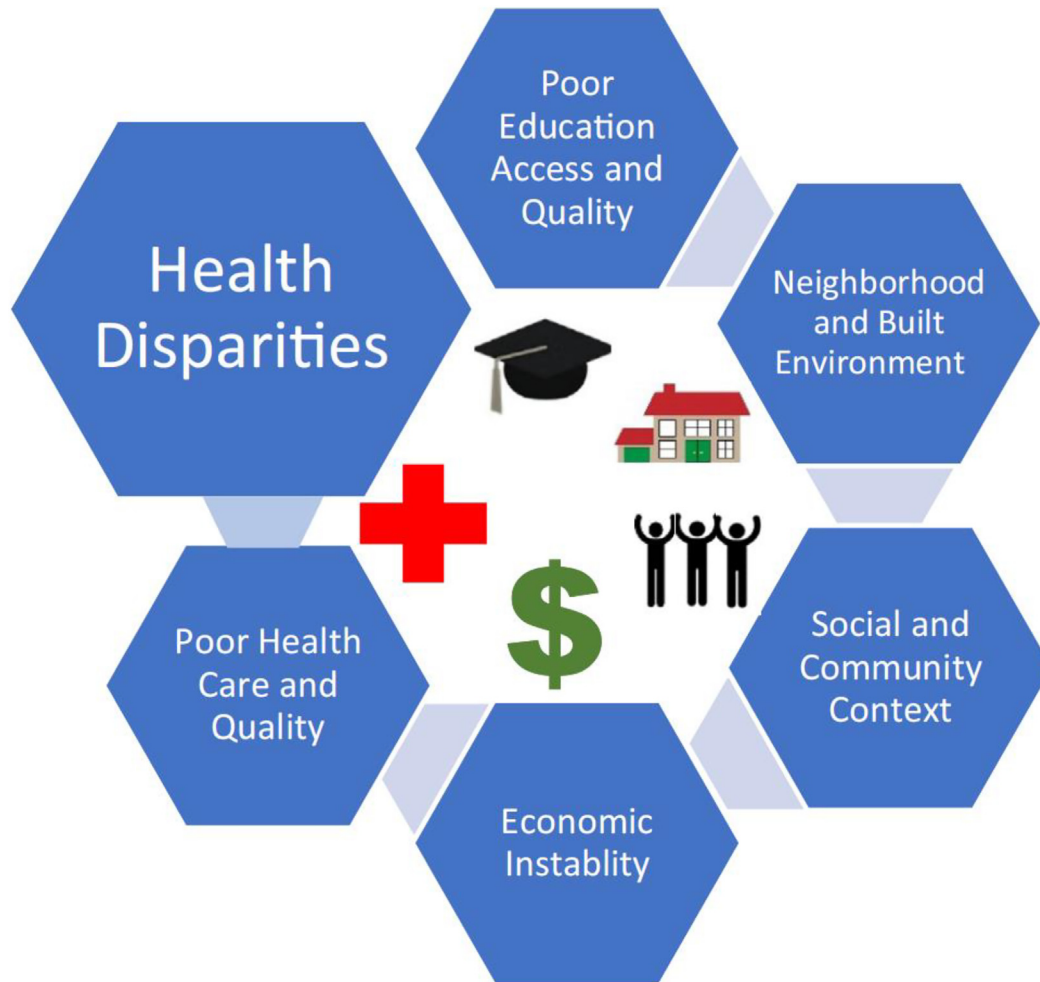 Health
Disparities
Poor
Education
Access and
Quality
Neighborhood
and Built
Environment
Social and
Community
Context
Economic
Instablity
Poor Health
Care and
Quality